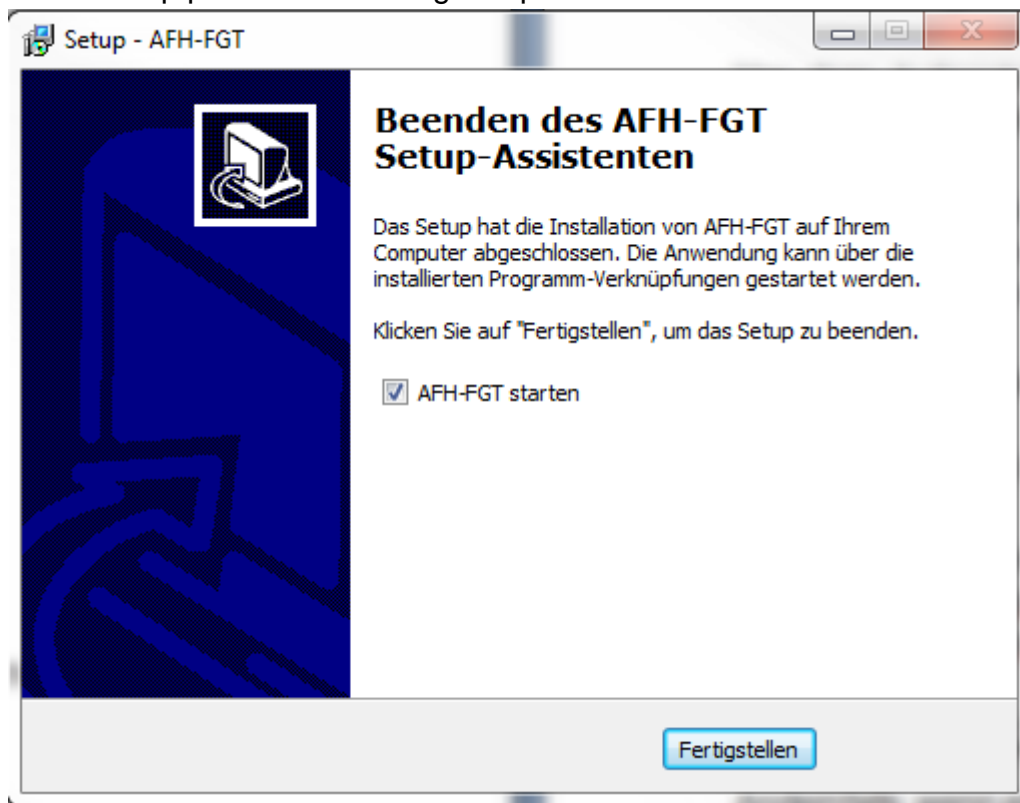 Setup - AFH-FGT
Beenden des AFH-FGT
Setup-Assistenten
Das Setup hat die Installation von AFH-FGT auf Ihrem
Computer abgeschlossen. Die Anwendung kann über die
installierten Programm-Verknüpfungen gestartet werden.
Klicken Sie auf "Fertigstellen", um das Setup zu beenden.
AFH-FGT starten
Fertigstellen